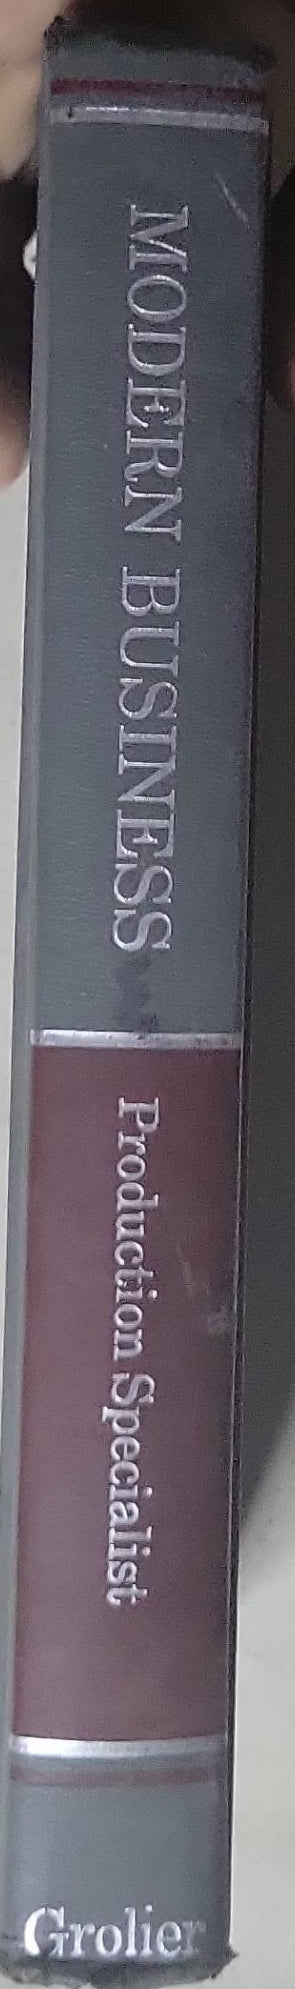 MODERN BUSINESS
Production Specialist
Grolier